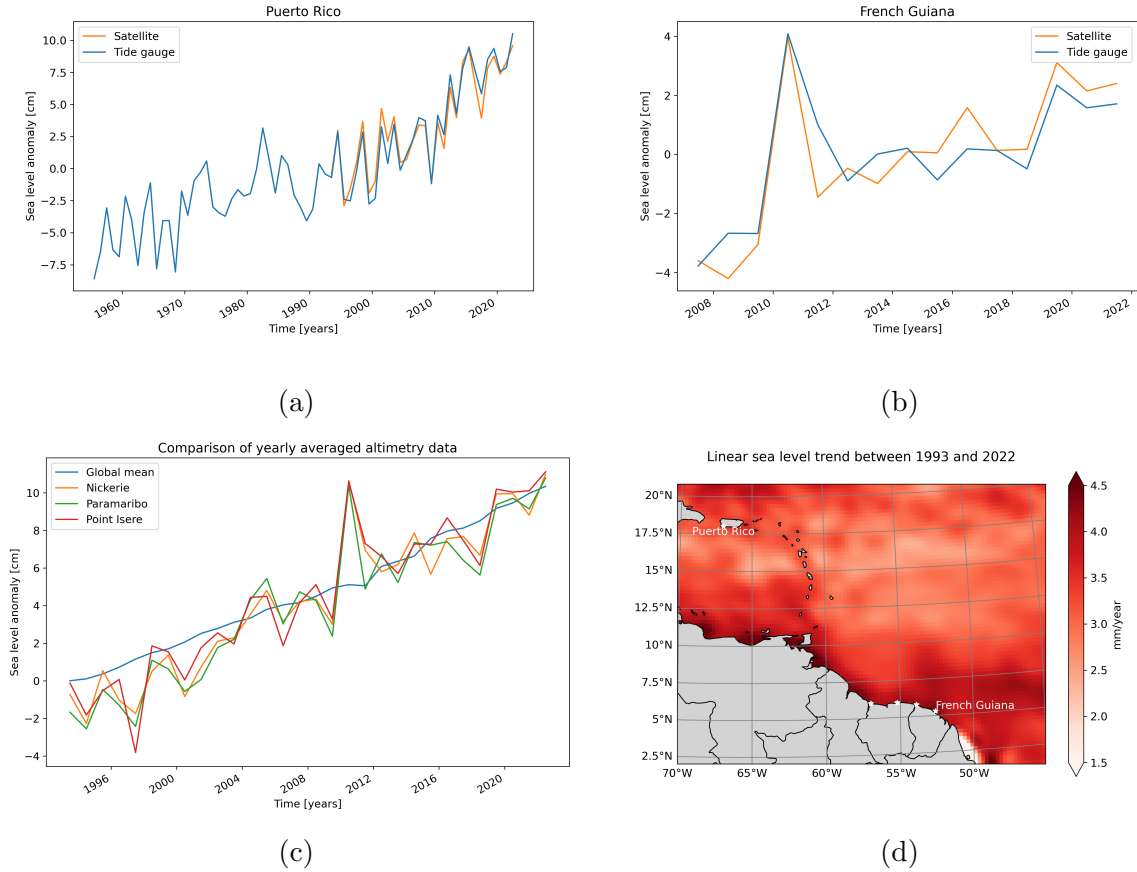 Puerto Rico
Satellite
Tide gauge
10.0
7.5
5.0
2.5
0.0
−2.5
−5.0
−7.5
Sea level anomaly [cm]
1960
1970
1980
1990
2000
2010
2020
Time [years]
(a)
French Guiana
Satellite
Tide gauge
4
2
0
−2
−4
Sea level anomaly [cm]
2008
2010
2012
2014
2016
2018
2020
2022
Time [years]
(b)
Comparison of yearly averaged altimetry data
Global mean
Nickerie
Paramaribo
Point Isere
10
8
6
4
2
0
−2
−4
Sea level anomaly [cm]
1996
2000
2004
2008
2012
2016
2020
Time [years]
(c)
Linear sea level trend between 1993 and 2022
20°N
17.5°N
15°N
12.5°N
10°N
7.5°N
5°N
2.5°N
70°W
65°W
60°W
55°W
50°W
Puerto Rico
French Guiana
4.5
4.0
3.5
3.0
2.5
2.0
1.5
mm/year
(d)